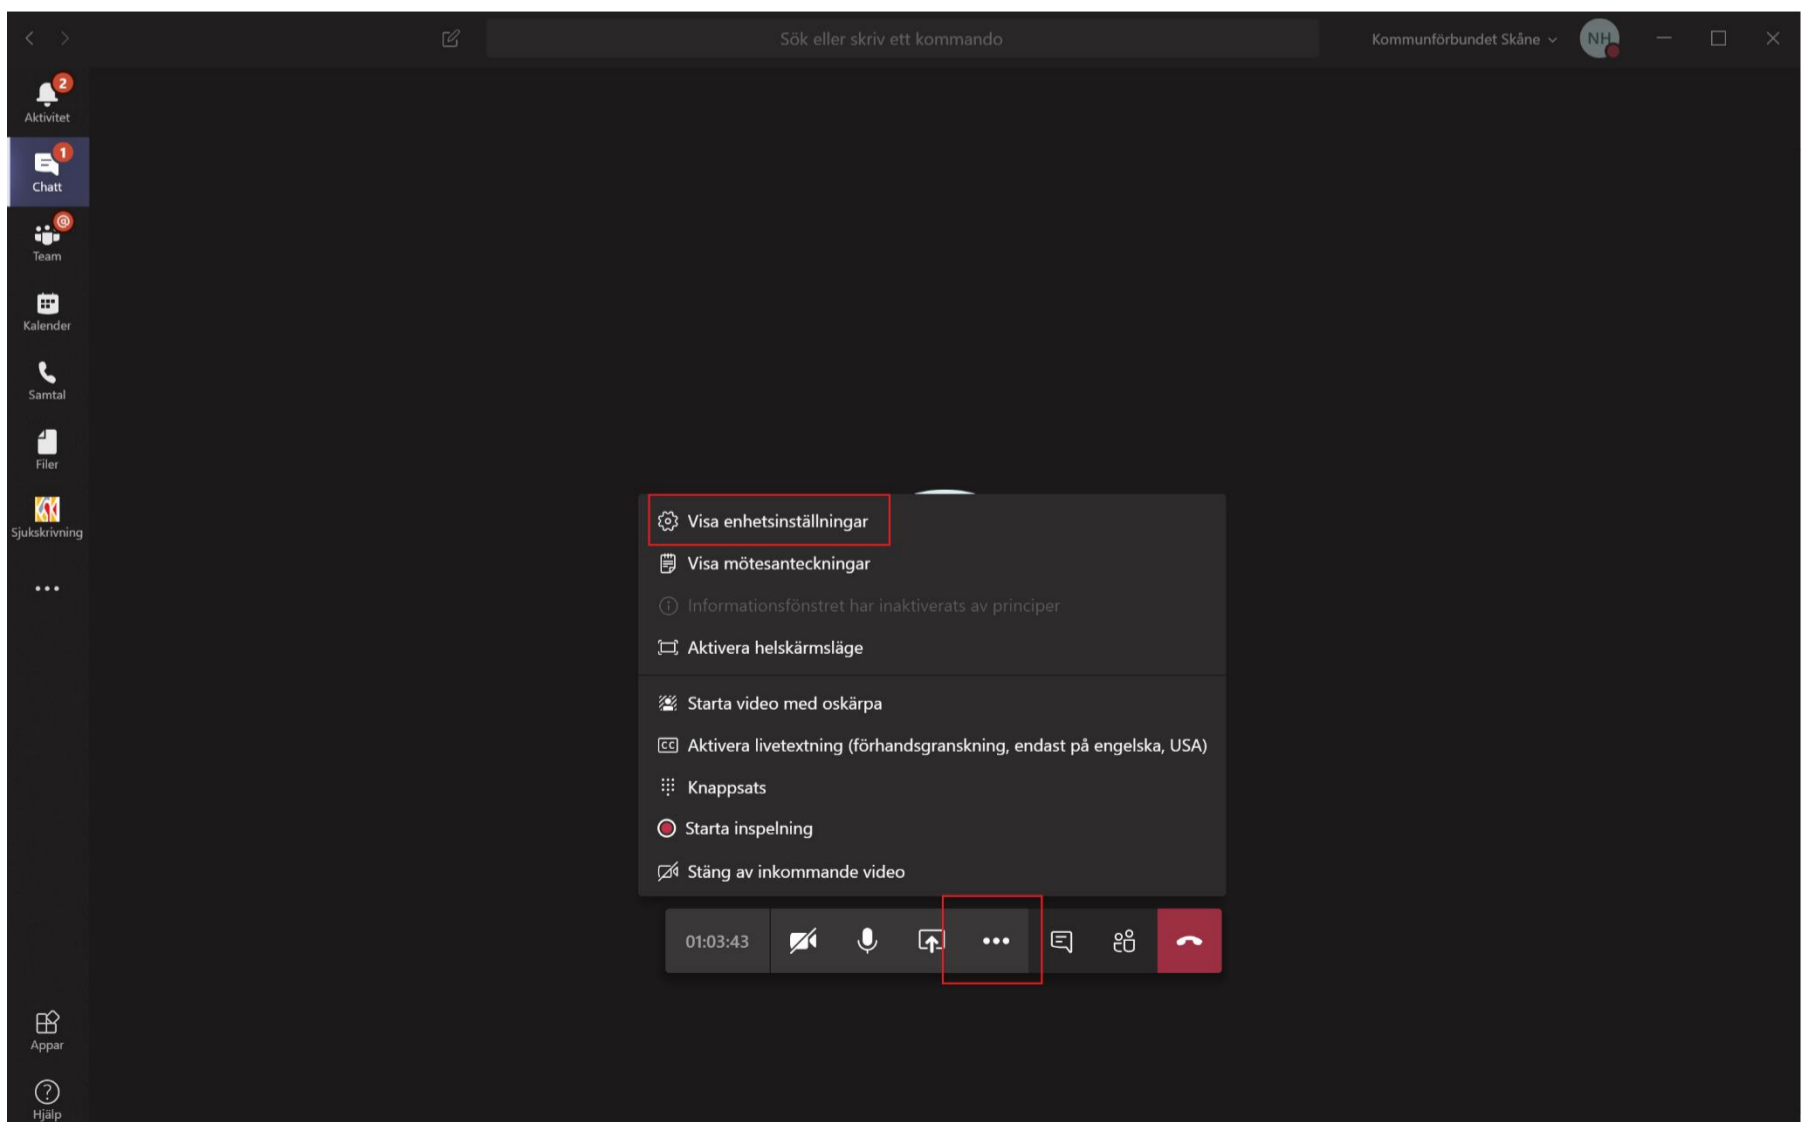 Sök eller skriv ett kommando
Kommunförbundet Skåne
NH
2
Aktivitet
1
Chatt
@
Team
Kalender
Samtal
Filer
Sjukskrivning
Visa enhetsinställningar
Visa mötesanteckningar
Informationsfönstret har inaktiverats av principer
Aktivera helskärmsläge
Starta video med oskärpa
CC Aktivera livetextning (förhandsgranskning, endast på engelska, USA)
Knappsats
Starta inspelning
Stäng av inkommande video
01:03:43
Appar
Hjälp